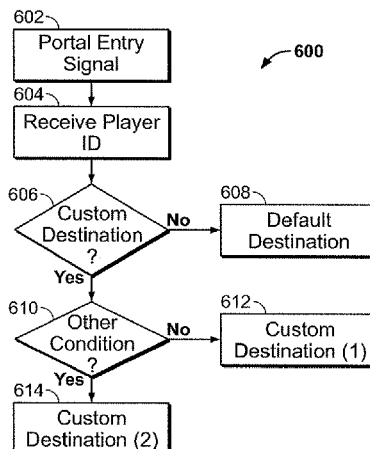 602
Portal Entry
Signal
600
604
Receive Player
ID
606
Custom
Destination
?
No
608
Default
Destination
Yes
610
Other
Condition
?
No
612
Custom
Destination (1)
Yes
614
Custom
Destination (2)